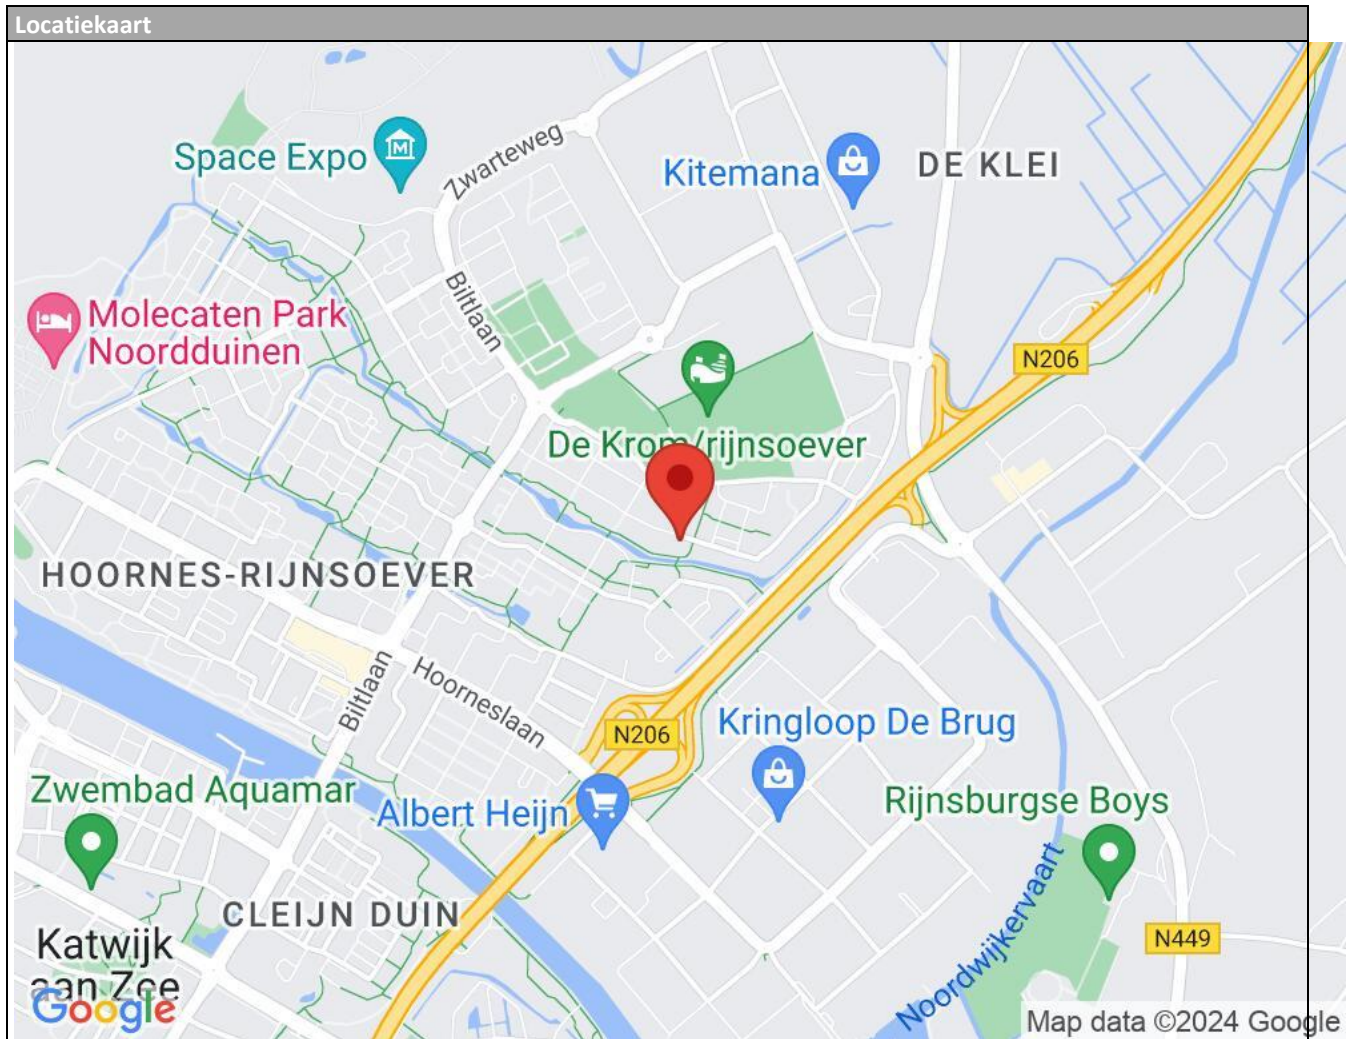 Locatiekaart
Zwarteweg
Space Expo
Kitemana
DE KLEI
Biltlaan
Molecaten Park
Noordduinen
N206
De Krom/rijnsoever
HOORNES-RIJNSOEVER
Biltlaan
Hoorneslaan
N206
Kringloop De Brug
Zwembad Aquamar
Albert Heijn
Rijnsburgse Boys
CLEIJN DUIN
Noordwijkervaart
N449
Katwijk
aan Zee
Google
Map data ©2024 Google